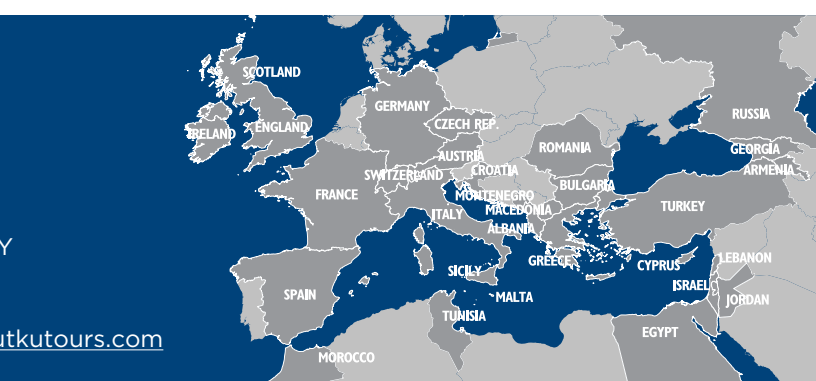 SCOTLAND
IRELAND
ENGLAND
GERMANY
CZECH REP.
AUSTRIA
SWITZERLAND
FRANCE
CROATIA
ROMANIA
RUSSIA
GEORGIA
ARMENIA
MONTENEGRO
BULGARIA
MACEDONIA
ITALY
ALBANIA
TURKEY
Y
GREECE
SICILY
CYPRUS
LEBANON
ISRAEL
SPAIN
MALTA
JORDAN
TUNISIA
EGYPT
utkutours.com
MOROCCO